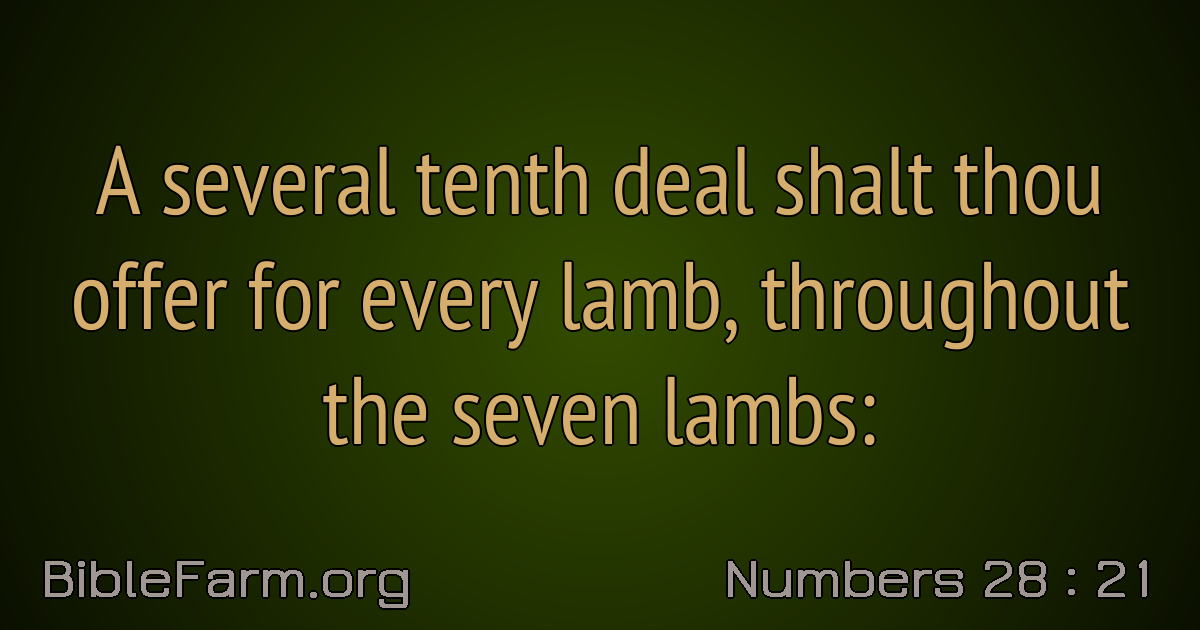 A several tenth deal shalt thou
offer for every lamb, throughout
the seven lambs:
BibleFarm.org
Numbers 28 : 21